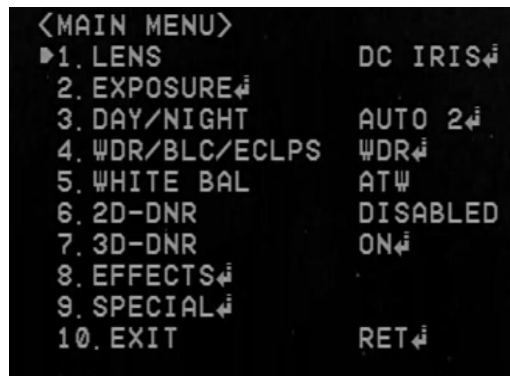 <MAIN MENU>
▶1. LENS DC IRIS↲
2. EXPOSURE↲
3. DAY/NIGHT AUTO 2↲
4. WDR/BLC/ECLPS WDR↲
5. WHITE BAL ATW
6. 2D-DNR DISABLED
7. 3D-DNR ON↲
8. EFFECTS↲
9. SPECIAL↲
10. EXIT RET↲